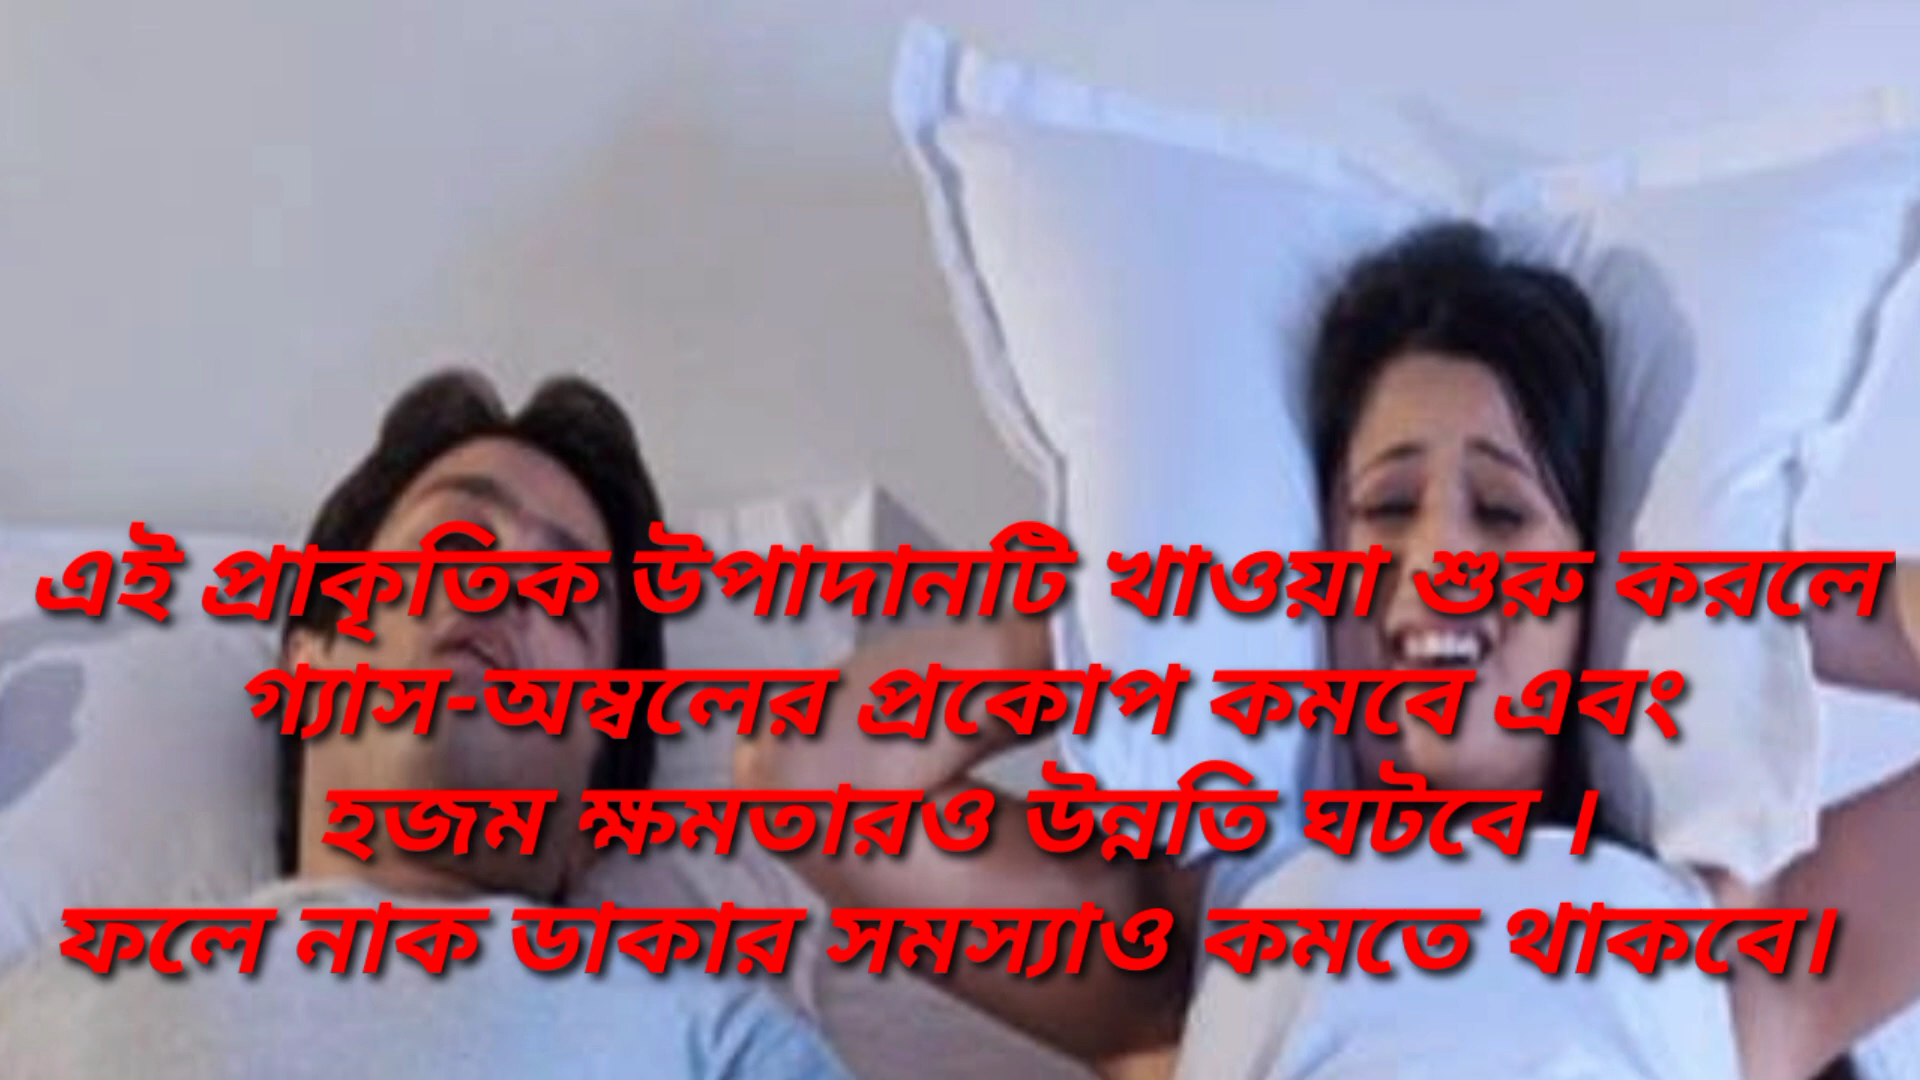 এই প্রাকৃতিক উপাদানটি খাওয়া শুরু করলে
গ্যাস-অম্বলের প্রকোপ কমবে এবং
হজম ক্ষমতারও উন্নতি ঘটবে ।
ফলে নাক ডাকার সমস্যাও কমতে থাকবে।